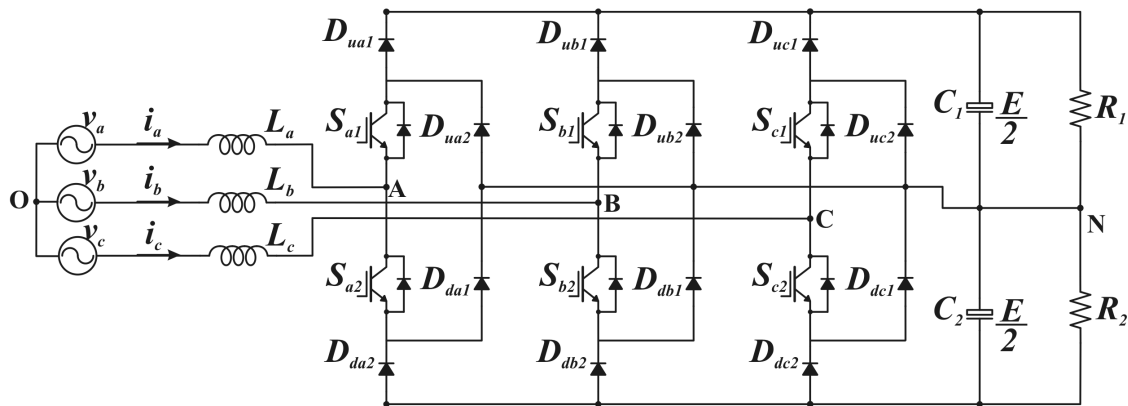 D_ua1 D_ub1 D_uc1
v_a i_a L_a S_a1 D_ua2 S_b1 D_ub2 S_c1 D_uc2 C_1 E/2 R_1
O v_b i_b L_b A B C N
v_c i_c L_c S_a2 D_da1 S_b2 D_db1 S_c2 D_dc1 C_2 E/2 R_2
D_da2 D_db2 D_dc2